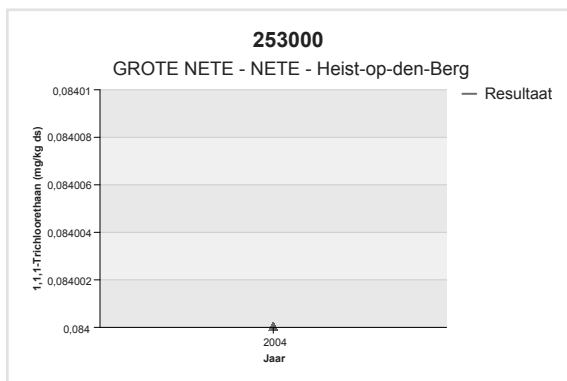 253000
GROTE NETE - NETE - Heist-op-den-Berg
Resultaat
1,1,1-Trichloorethaan (mg/kg ds)
0,08401
0,084008
0,084006
0,084004
0,084002
0,084
2004
Jaar